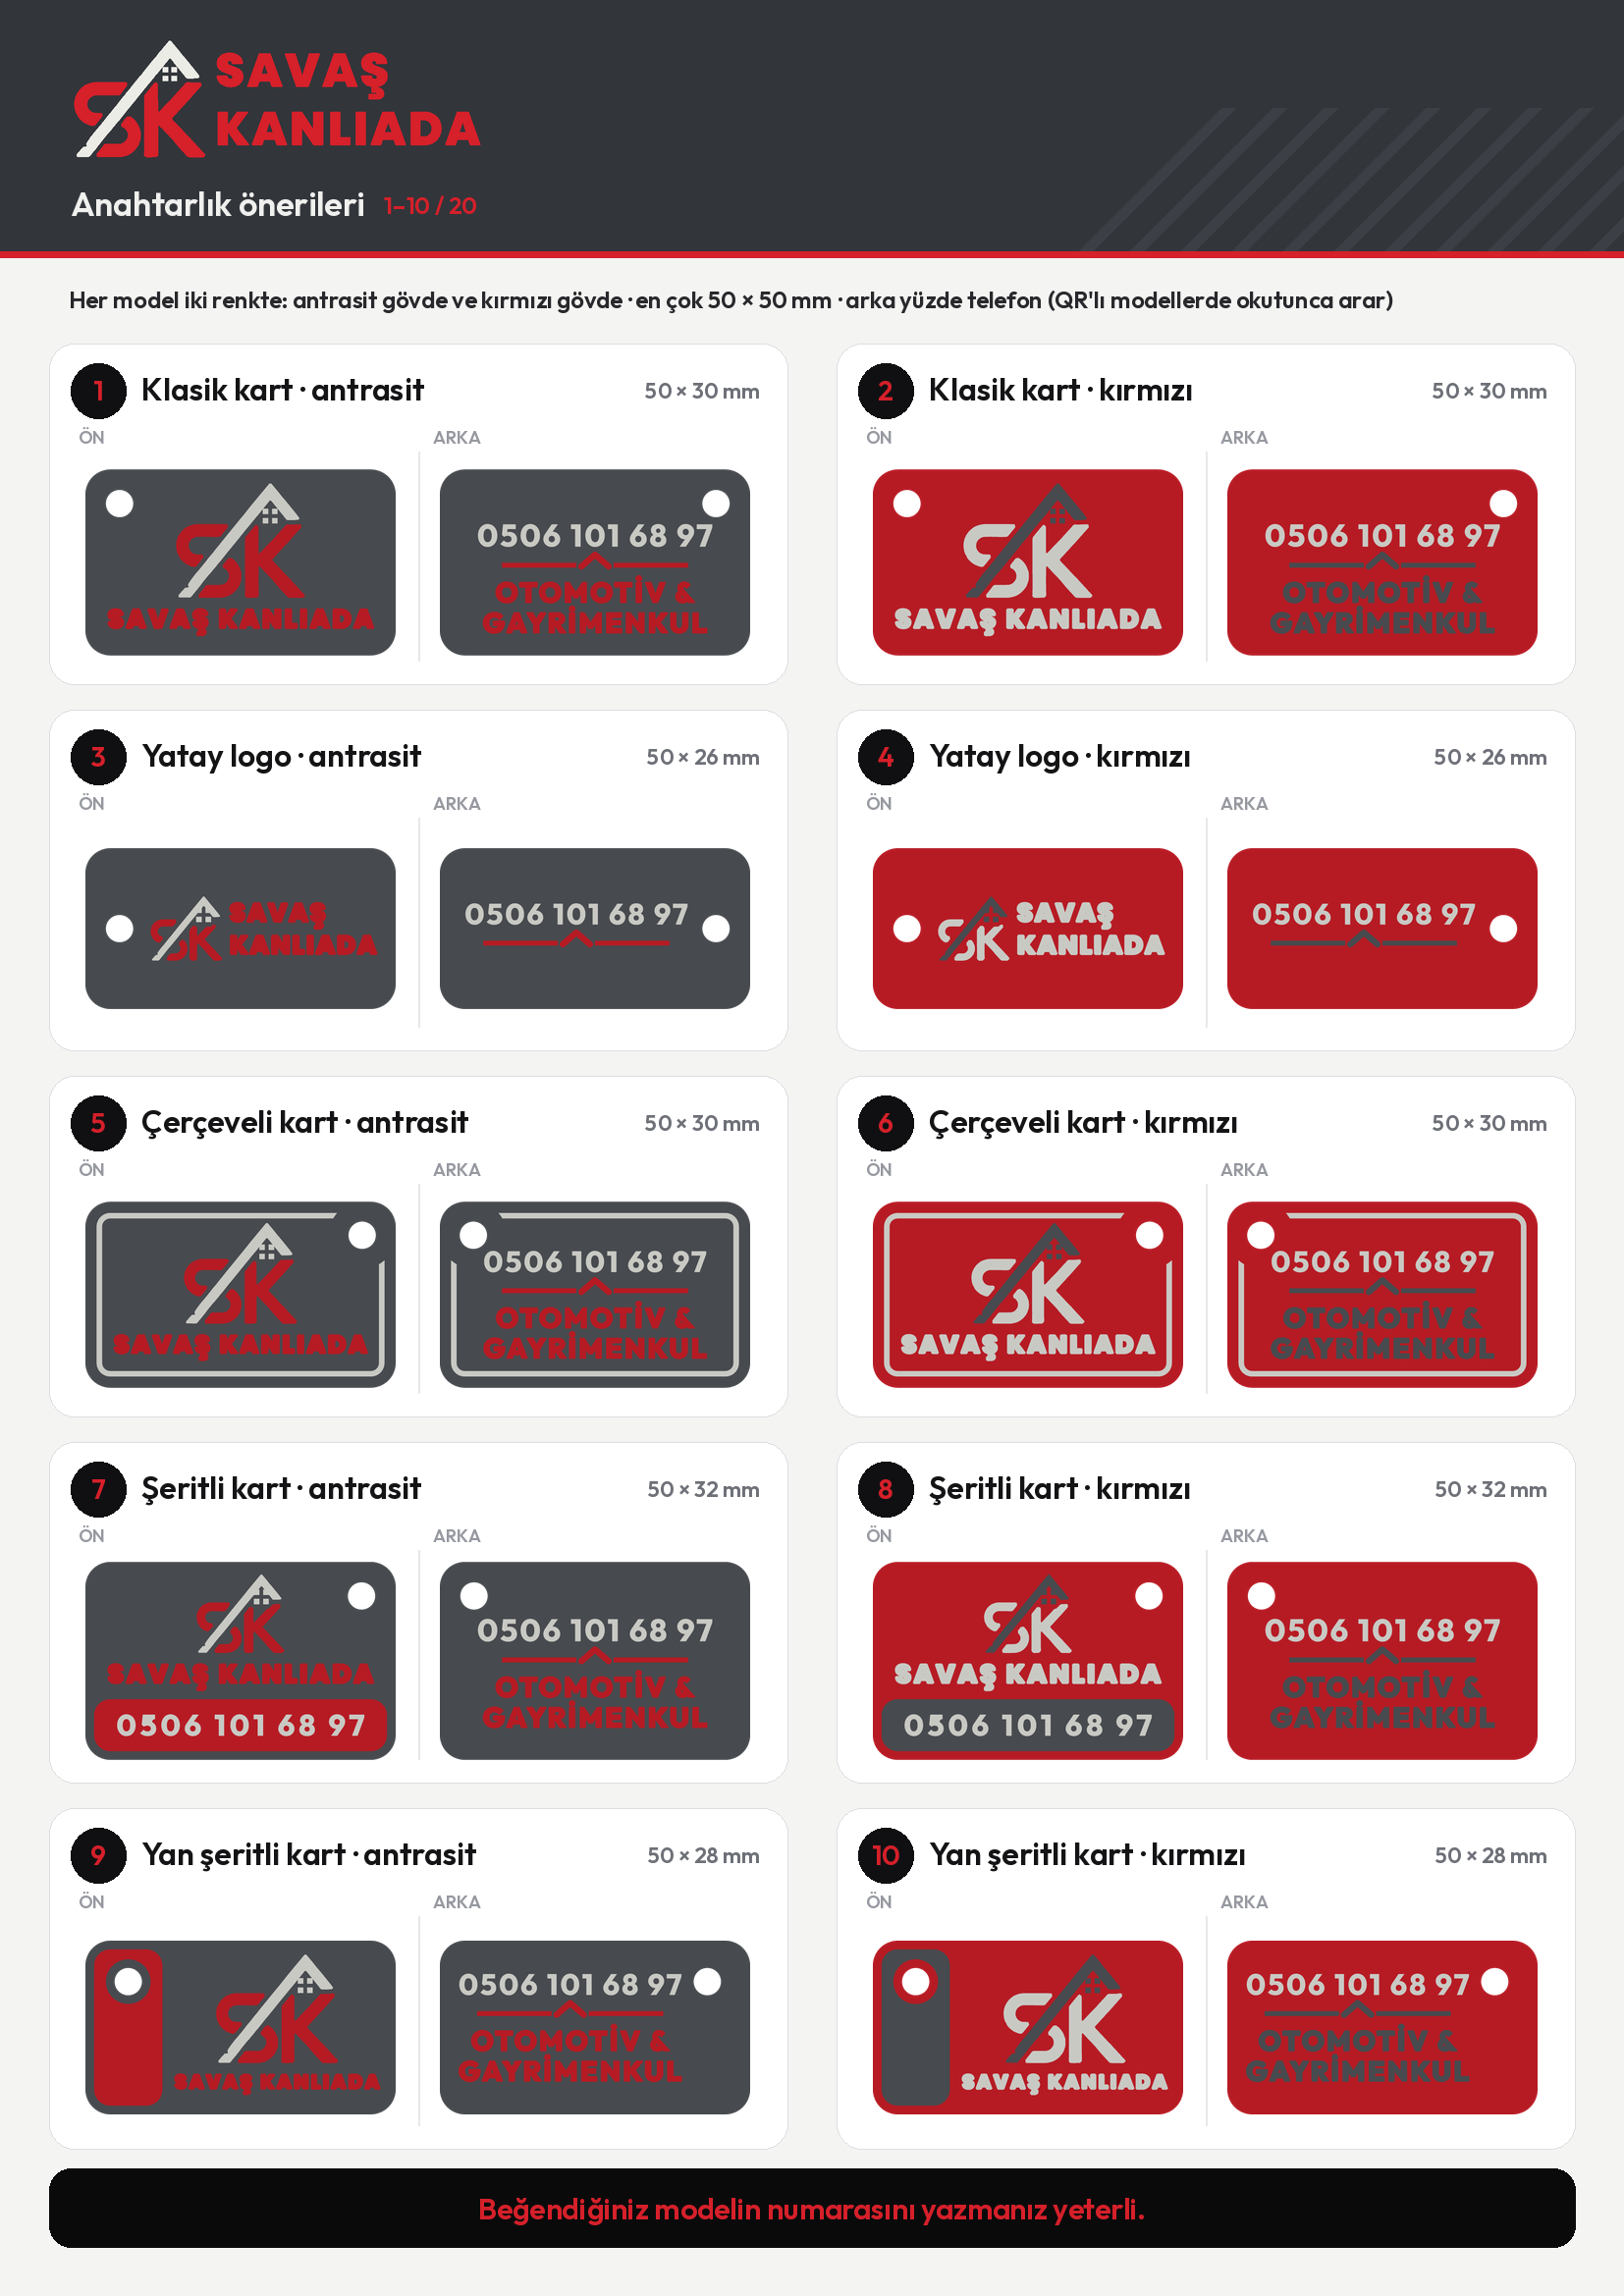 SK SAVAŞ
KANLIADA
Anahtarlık önerileri 1–10 / 20
Her model iki renkte: antrasit gövde ve kırmızı gövde · en çok 50 × 50 mm · arka yüzde telefon (QR'lı modellerde okutunca arar)
1 Klasik kart · antrasit 50 × 30 mm
ÖN ARKA
SK
SAVAŞ KANLIADA
0506 101 68 97
OTOMOTİV &
GAYRİMENKUL
2 Klasik kart · kırmızı 50 × 30 mm
ÖN ARKA
SK
SAVAŞ KANLIADA
0506 101 68 97
OTOMOTİV &
GAYRİMENKUL
3 Yatay logo · antrasit 50 × 26 mm
ÖN ARKA
SK SAVAŞ
KANLIADA
0506 101 68 97
4 Yatay logo · kırmızı 50 × 26 mm
ÖN ARKA
SK SAVAŞ
KANLIADA
0506 101 68 97
5 Çerçeveli kart · antrasit 50 × 30 mm
ÖN ARKA
SK
SAVAŞ KANLIADA
0506 101 68 97
OTOMOTİV &
GAYRİMENKUL
6 Çerçeveli kart · kırmızı 50 × 30 mm
ÖN ARKA
SK
SAVAŞ KANLIADA
0506 101 68 97
OTOMOTİV &
GAYRİMENKUL
7 Şeritli kart · antrasit 50 × 32 mm
ÖN ARKA
SK
SAVAŞ KANLIADA
0506 101 68 97
0506 101 68 97
OTOMOTİV &
GAYRİMENKUL
8 Şeritli kart · kırmızı 50 × 32 mm
ÖN ARKA
SK
SAVAŞ KANLIADA
0506 101 68 97
0506 101 68 97
OTOMOTİV &
GAYRİMENKUL
9 Yan şeritli kart · antrasit 50 × 28 mm
ÖN ARKA
SK
SAVAŞ KANLIADA
0506 101 68 97
OTOMOTİV &
GAYRİMENKUL
10 Yan şeritli kart · kırmızı 50 × 28 mm
ÖN ARKA
SK
SAVAŞ KANLIADA
0506 101 68 97
OTOMOTİV &
GAYRİMENKUL
Beğendiğiniz modelin numarasını yazmanız yeterli.